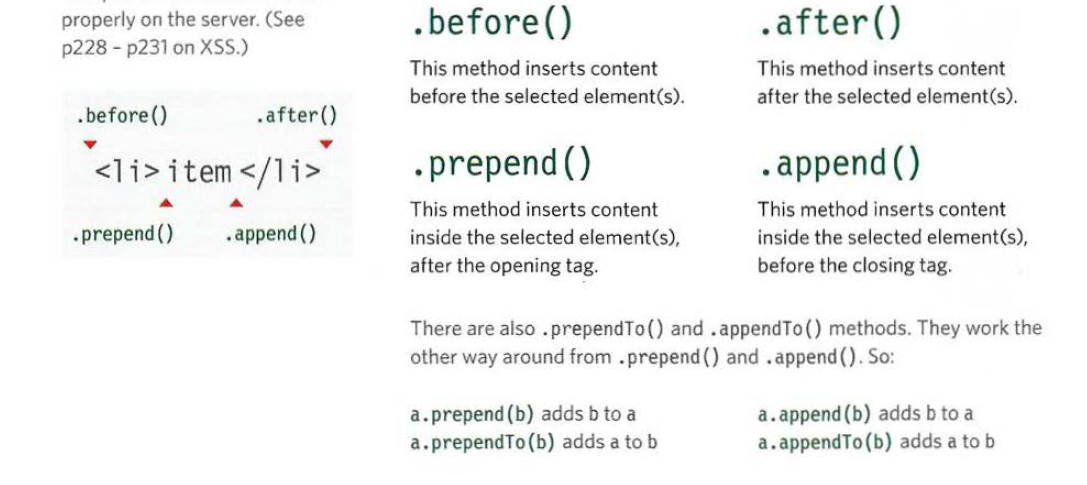 properly on the server. (See
p228 – p231 on XSS.)
.before() .after()
<li>item</li>
.prepend() .append()
.before()
This method inserts content
before the selected element(s).
.after()
This method inserts content
after the selected element(s).
.prepend()
This method inserts content
inside the selected element(s),
after the opening tag.
.append()
This method inserts content
inside the selected element(s),
before the closing tag.
There are also .prependTo() and .appendTo() methods. They work the
other way around from .prepend() and .append(). So:
a.prepend(b) adds b to a
a.prependTo(b) adds a to b
a.append(b) adds b to a
a.appendTo(b) adds a to b